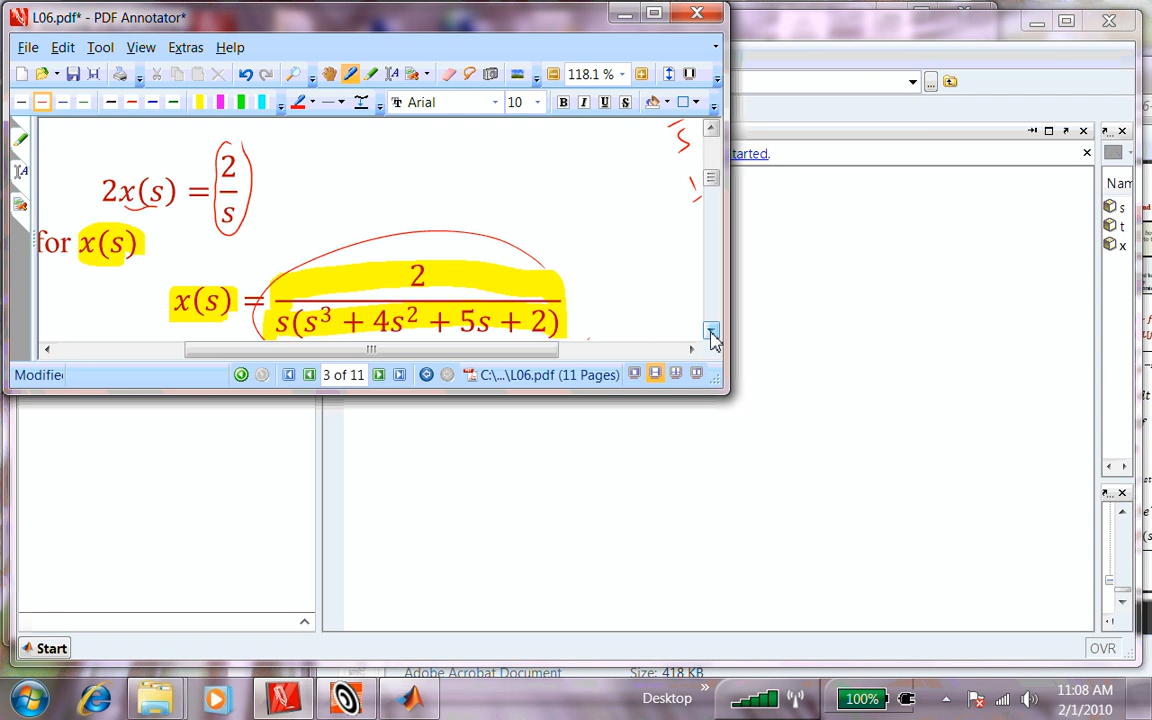 L06.pdf* - PDF Annotator*
File Edit Tool View Extras Help
118.1 %
Arial 10 B I U S
2x(s) = 2/s
s
for x(s)
x(s) = 2/(s(s³ + 4s² + 5s + 2))
Modified
3 of 11
C:\...\L06.pdf (11 Pages)
...
tarted.
Nam
s
t
x
Start
OVR
Adobe Acrobat Document Size: 418 KB
Desktop
100%
11:08 AM
2/1/2010